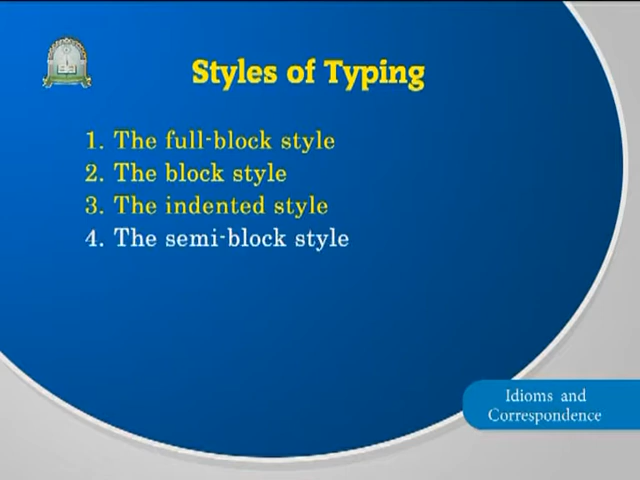 Styles of Typing
1. The full-block style
2. The block style
3. The indented style
4. The semi-block style
Idioms and
Correspondence